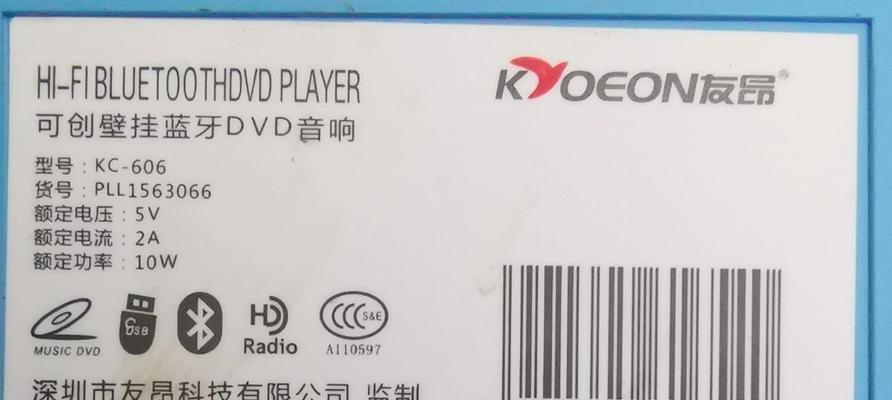 HI-FI BLUETOOTHDVD PLAYER
KYOEON友昂®
可创壁挂蓝牙DVD音响
型号:KC-606
货号:PLL1563066
额定电压:5V
额定电流:2A
额定功率:10W
MUSIC DVD
USB
HD Radio
CCC S&E
A110597
深圳市友昂科技有限公司 监制